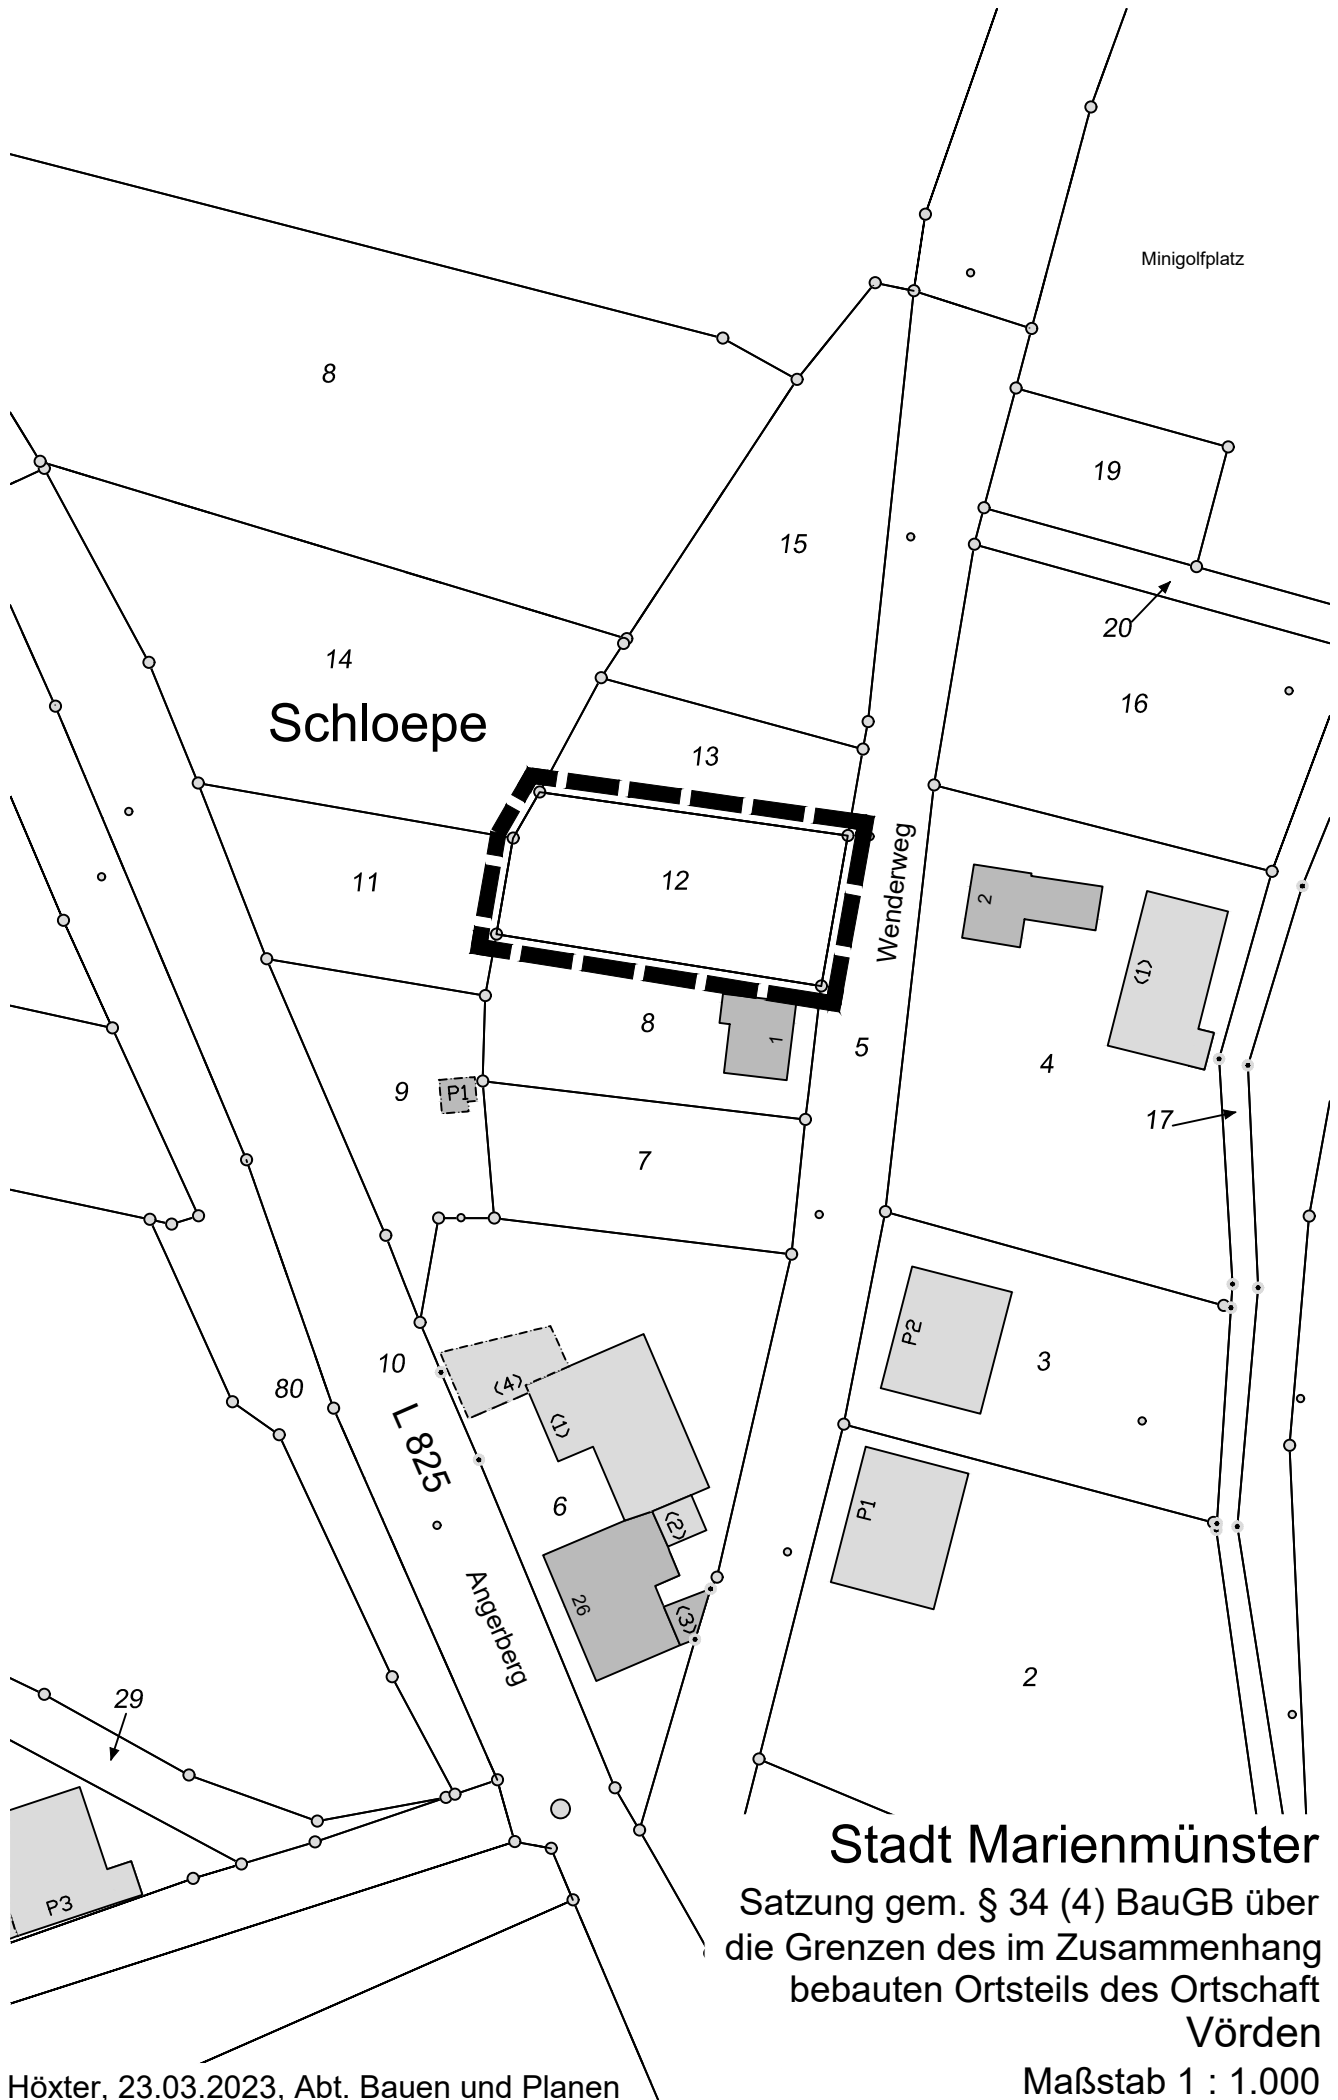 Minigolfplatz
8
19
15
20
14
16
Schloepe
13
12
11
Wenderweg
2
<1>
8
1
5
4
9
P1
17
7
P2
10
3
<4>
80
<1>
L 825
P1
6
<2>
26
<3>
Angerberg
2
29
P3
Stadt Marienmünster
Satzung gem. § 34 (4) BauGB über
die Grenzen des im Zusammenhang
bebauten Ortsteils des Ortschaft
Vörden
Maßstab 1 : 1.000
Höxter, 23.03.2023, Abt. Bauen und Planen